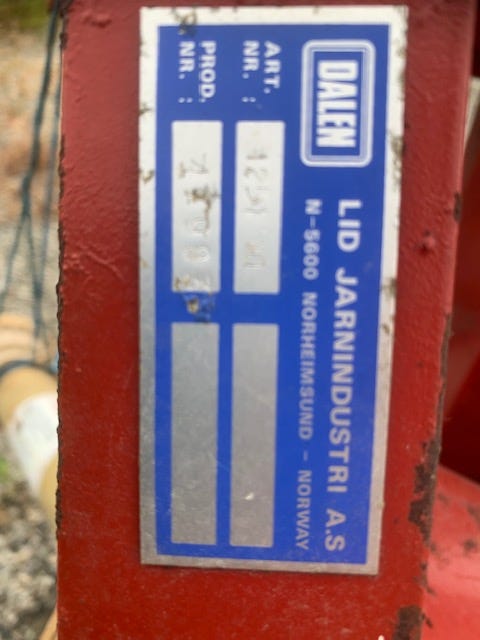 DALEN
LID JARNINDUSTRI A.S
N-5600 NORHEIMSUND - NORWAY
ART.
NR. :
PROD.
NR. :